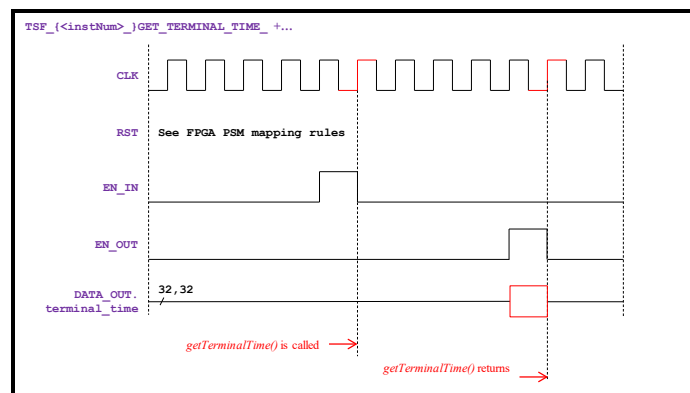 TSF_{<instNum>_}GET_TERMINAL_TIME_ +…
CLK
RST See FPGA PSM mapping rules
EN_IN
EN_OUT
32,32
DATA_OUT.
terminal_time
getTerminalTime() is called
getTerminalTime() returns